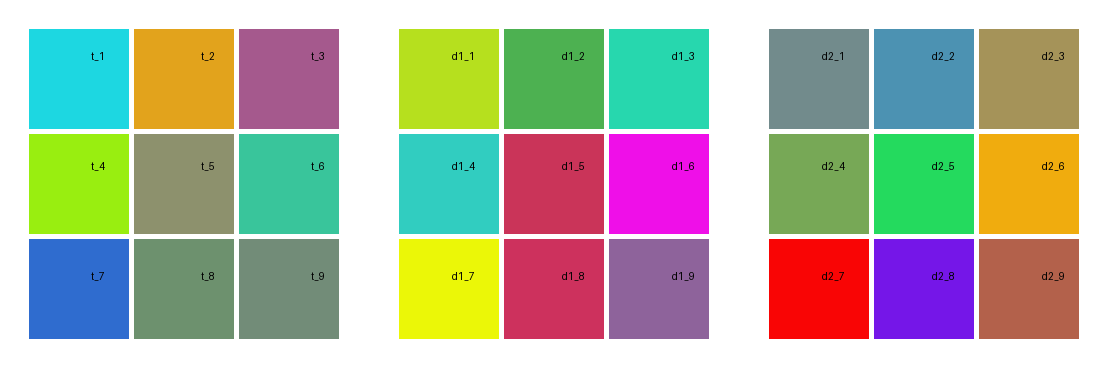 t_1 t_2 t_3 d1_1 d1_2 d1_3 d2_1 d2_2 d2_3
t_4 t_5 t_6 d1_4 d1_5 d1_6 d2_4 d2_5 d2_6
t_7 t_8 t_9 d1_7 d1_8 d1_9 d2_7 d2_8 d2_9